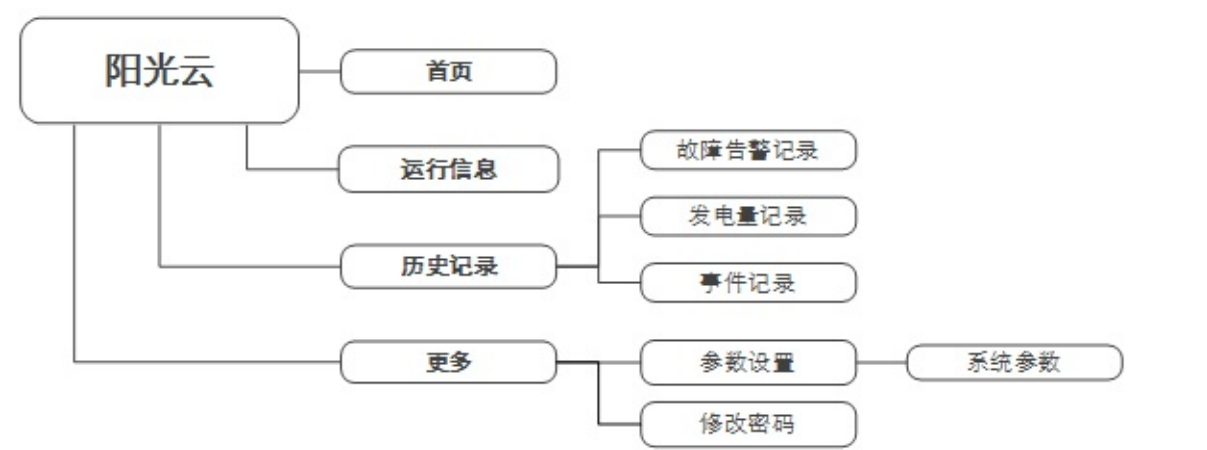 阳光云
首页
运行信息
故障告警记录
发电量记录
历史记录
事件记录
更多
参数设置
系统参数
修改密码